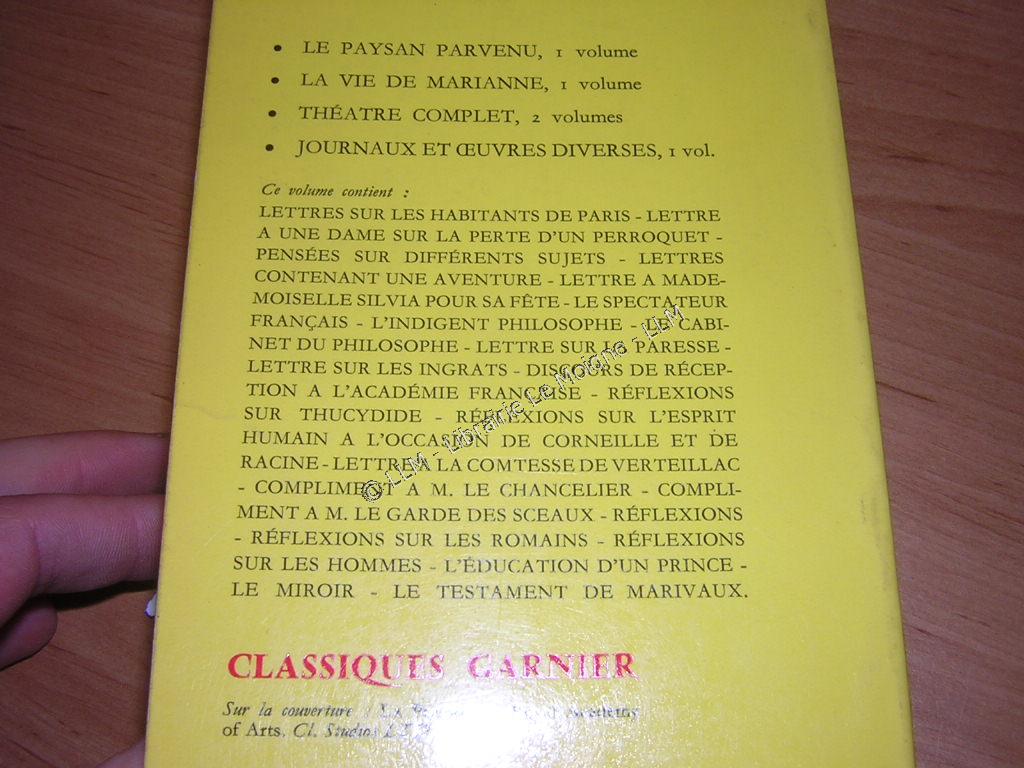 • LE PAYSAN PARVENU, 1 volume
• LA VIE DE MARIANNE, 1 volume
• THÉATRE COMPLET, 2 volumes
• JOURNAUX ET ŒUVRES DIVERSES, 1 vol.
Ce volume contient :
LETTRES SUR LES HABITANTS DE PARIS - LETTRE
A UNE DAME SUR LA PERTE D'UN PERROQUET -
PENSÉES SUR DIFFÉRENTS SUJETS - LETTRES
CONTENANT UNE AVENTURE - LETTRE A MADE-
MOISELLE SILVIA POUR SA FÊTE - LE SPECTATEUR
FRANÇAIS - L'INDIGENT PHILOSOPHE - LE CABI-
NET DU PHILOSOPHE - LETTRE SUR LA PARESSE -
LETTRE SUR LES INGRATS - DISCOURS DE RÉCEP-
TION A L'ACADÉMIE FRANÇAISE - RÉFLEXIONS
SUR THUCYDIDE - RÉFLEXIONS SUR L'ESPRIT
HUMAIN A L'OCCASION DE CORNEILLE ET DE
RACINE - LETTRE A LA COMTESSE DE VERTEILLAC
- COMPLIMENT A M. LE CHANCELIER - COMPLI-
MENT A M. LE GARDE DES SCEAUX - RÉFLEXIONS
- RÉFLEXIONS SUR LES ROMAINS - RÉFLEXIONS
SUR LES HOMMES - L'ÉDUCATION D'UN PRINCE -
LE MIROIR - LE TESTAMENT DE MARIVAUX.
CLASSIQUES GARNIER
Sur la couverture : Academy
of Arts. Cl. Studios
© LLM - Librairie Le Moigne - LLM